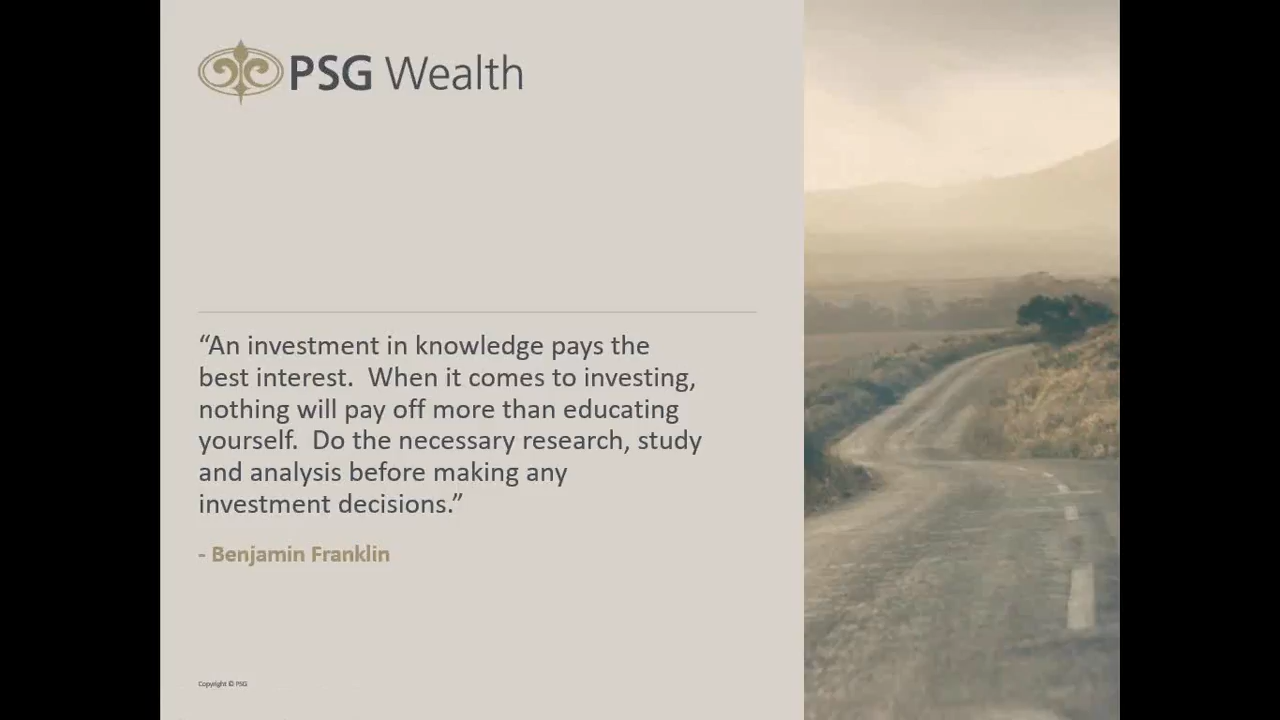 PSG Wealth
“An investment in knowledge pays the
best interest.  When it comes to investing,
nothing will pay off more than educating
yourself.  Do the necessary research, study
and analysis before making any
investment decisions.”
- Benjamin Franklin
Copyright © PSG